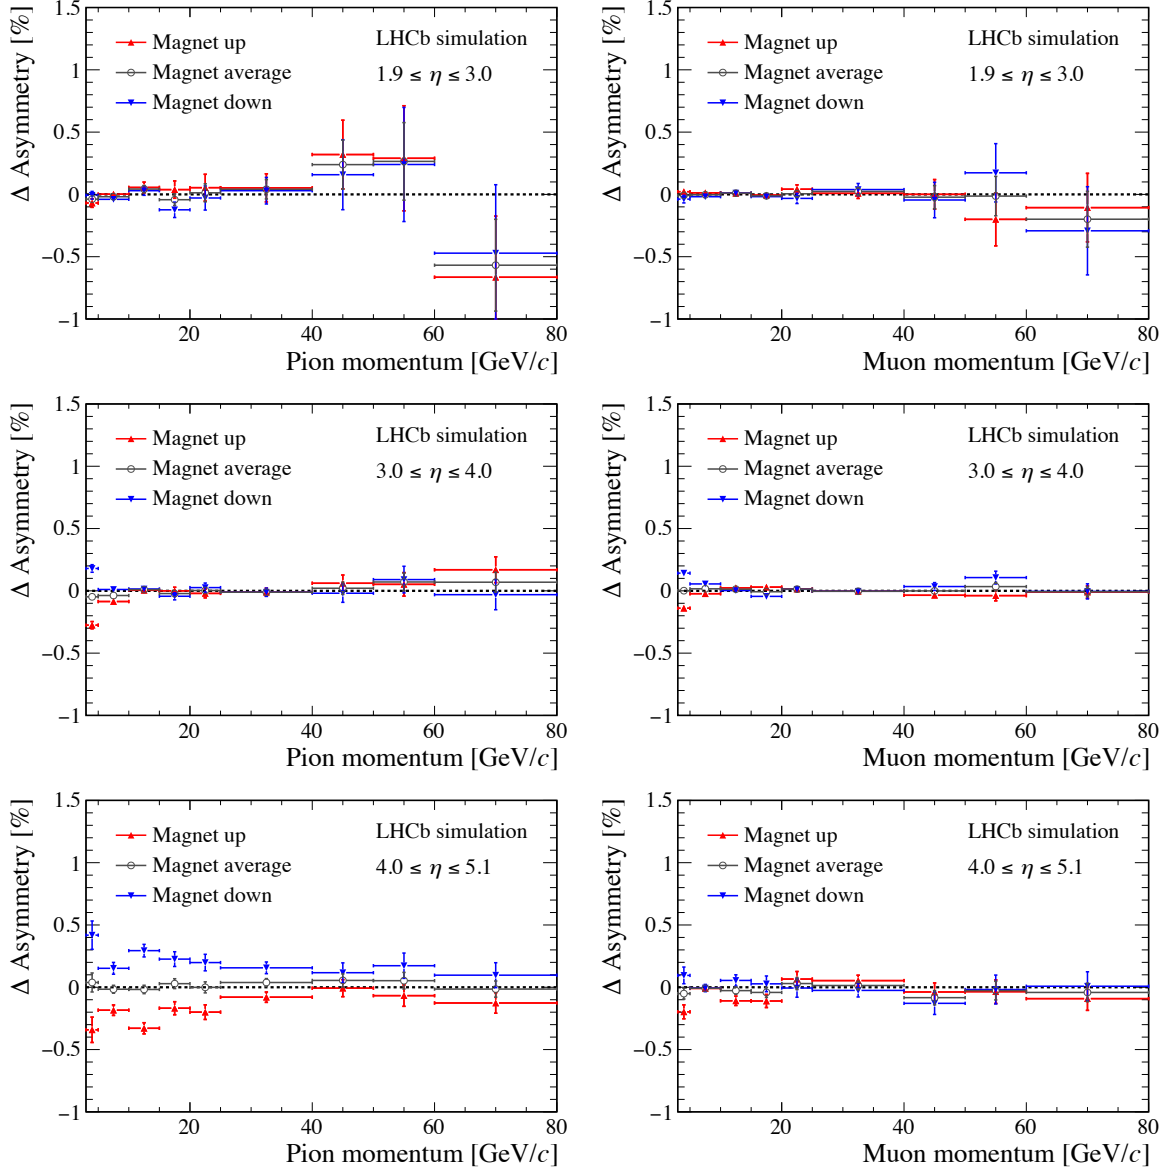 Δ Asymmetry [%]
1.5
1
0.5
0
−0.5
−1
Magnet up
Magnet average
Magnet down
LHCb simulation
1.9 ≤ η ≤ 3.0
20 40 60 80
Pion momentum [GeV/c]
Δ Asymmetry [%]
1.5
1
0.5
0
−0.5
−1
Magnet up
Magnet average
Magnet down
LHCb simulation
1.9 ≤ η ≤ 3.0
20 40 60 80
Muon momentum [GeV/c]
Δ Asymmetry [%]
1.5
1
0.5
0
−0.5
−1
Magnet up
Magnet average
Magnet down
LHCb simulation
3.0 ≤ η ≤ 4.0
20 40 60 80
Pion momentum [GeV/c]
Δ Asymmetry [%]
1.5
1
0.5
0
−0.5
−1
Magnet up
Magnet average
Magnet down
LHCb simulation
3.0 ≤ η ≤ 4.0
20 40 60 80
Muon momentum [GeV/c]
Δ Asymmetry [%]
1.5
1
0.5
0
−0.5
−1
Magnet up
Magnet average
Magnet down
LHCb simulation
4.0 ≤ η ≤ 5.1
20 40 60 80
Pion momentum [GeV/c]
Δ Asymmetry [%]
1.5
1
0.5
0
−0.5
−1
Magnet up
Magnet average
Magnet down
LHCb simulation
4.0 ≤ η ≤ 5.1
20 40 60 80
Muon momentum [GeV/c]